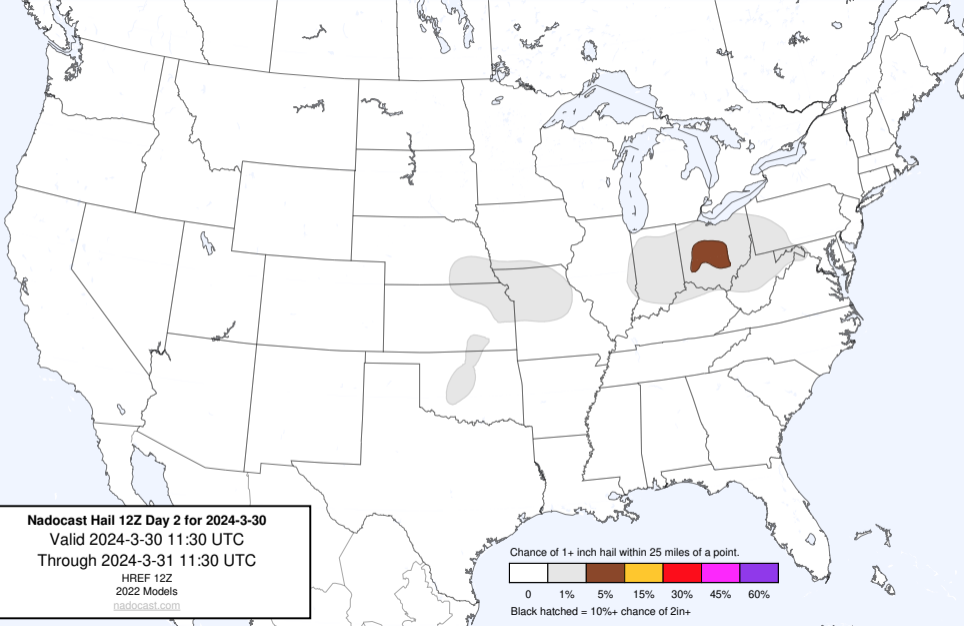 Nadocast Hail 12Z Day 2 for 2024-3-30
Valid 2024-3-30 11:30 UTC
Through 2024-3-31 11:30 UTC
HREF 12Z
2022 Models
nadocast.com
Chance of 1+ inch hail within 25 miles of a point.
0 1% 5% 15% 30% 45% 60%
Black hatched = 10%+ chance of 2in+